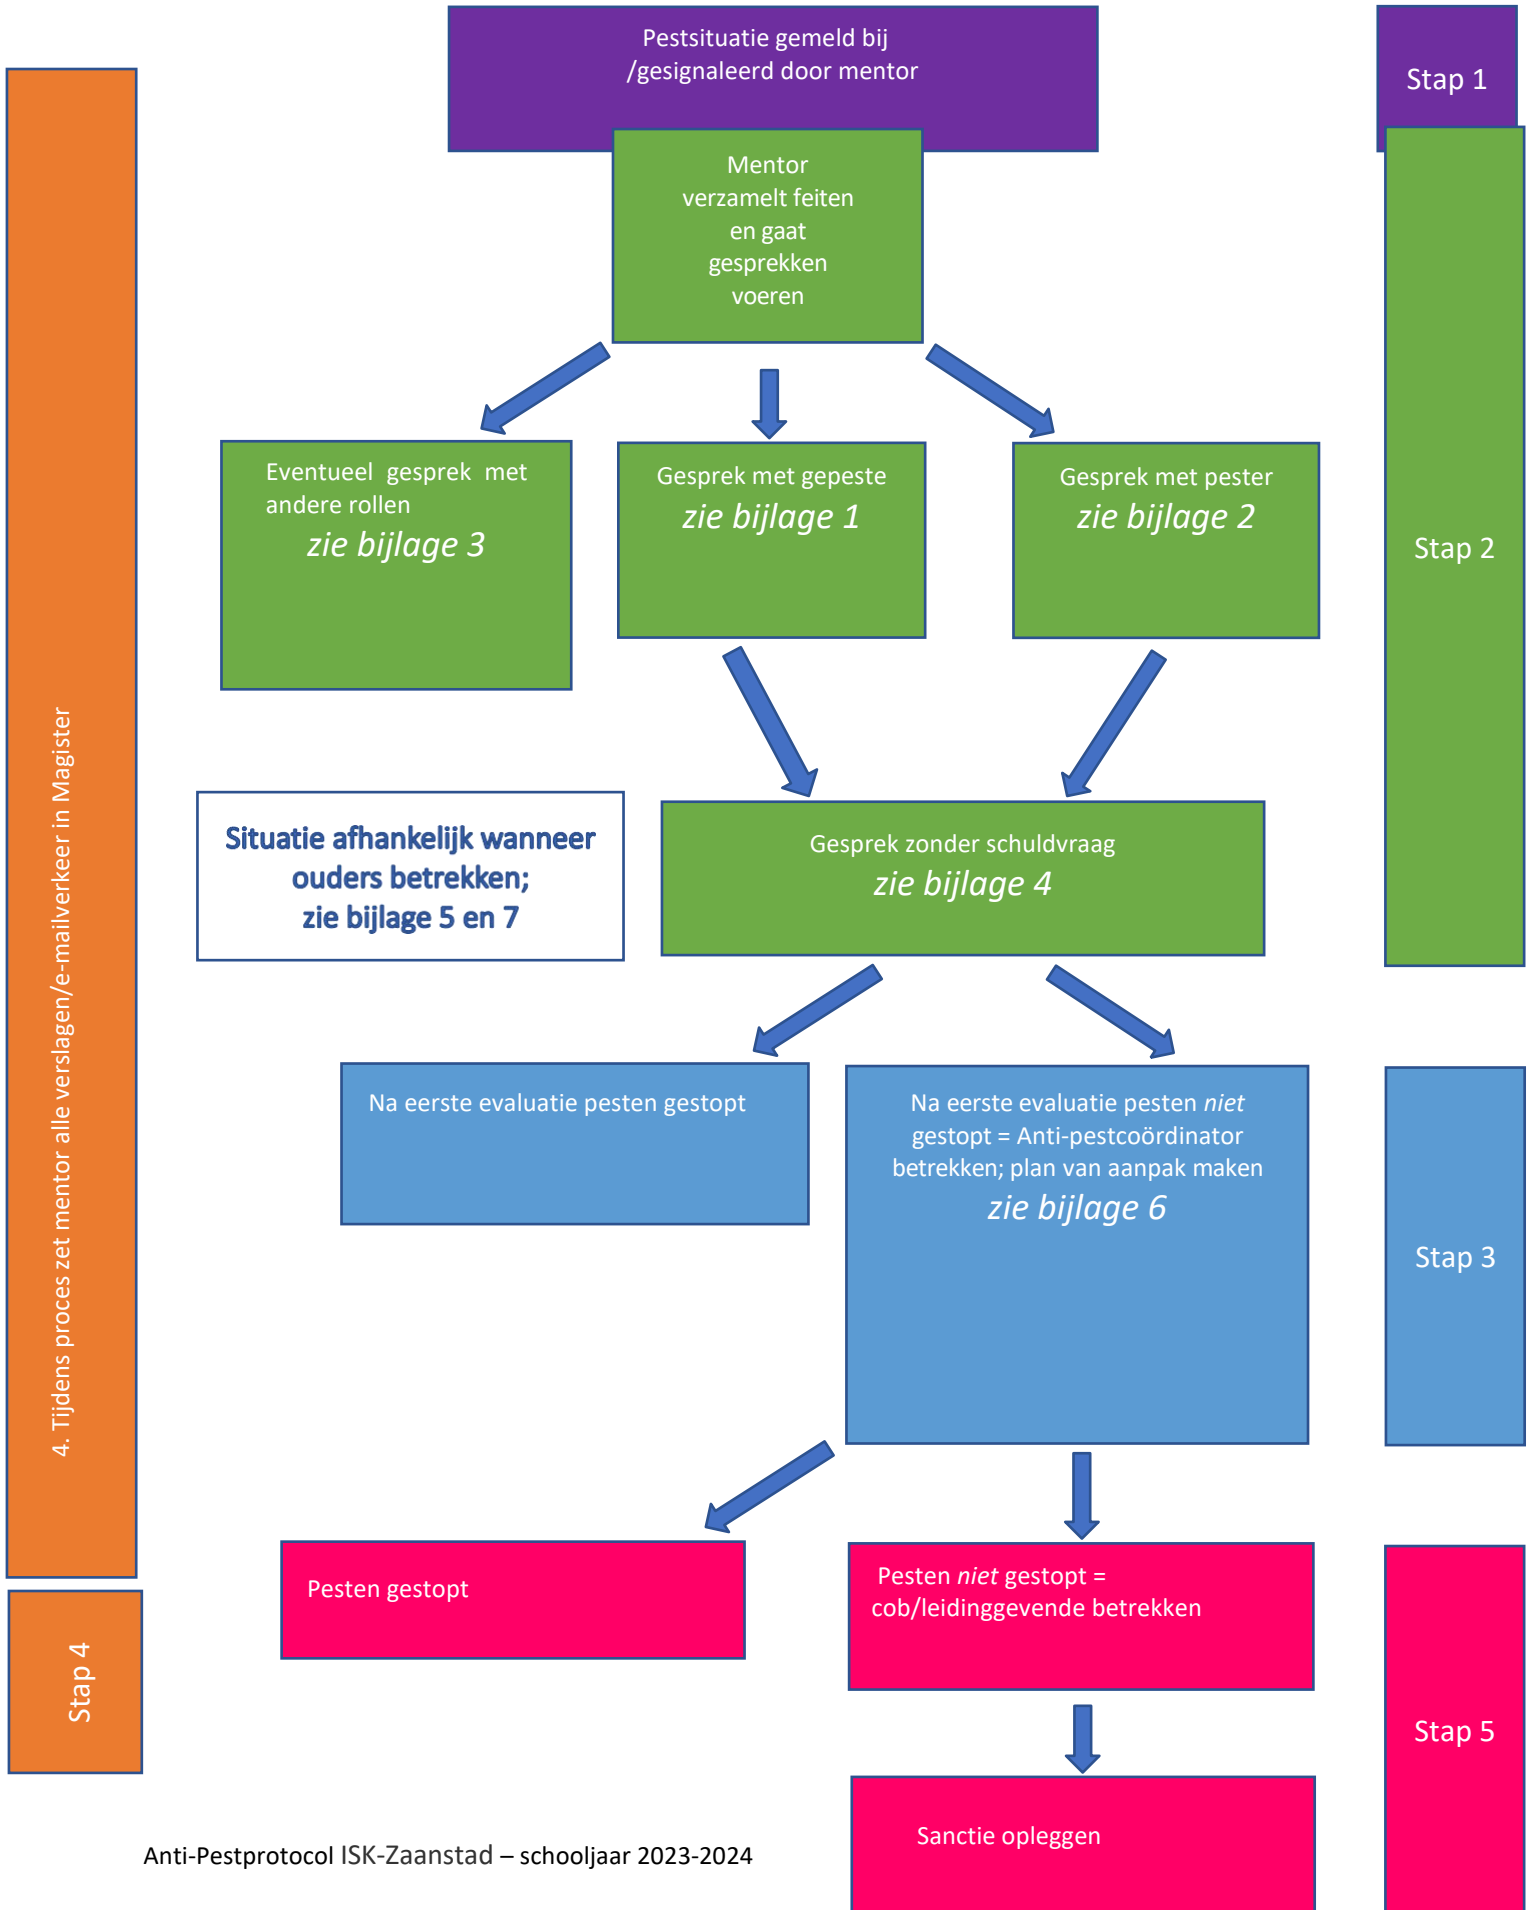 Pestsituatie gemeld bij
/gesignaleerd door mentor
Stap 1
Mentor
verzamelt feiten
en gaat
gesprekken
voeren
Eventueel gesprek met
andere rollen
zie bijlage 3
Gesprek met gepeste
zie bijlage 1
Gesprek met pester
zie bijlage 2
Stap 2
Situatie afhankelijk wanneer
ouders betrekken;
zie bijlage 5 en 7
Gesprek zonder schuldvraag
zie bijlage 4
Na eerste evaluatie pesten gestopt
Na eerste evaluatie pesten niet
gestopt = Anti-pestcoördinator
betrekken; plan van aanpak maken
zie bijlage 6
Stap 3
4. Tijdens proces zet mentor alle verslagen/e-mailverkeer in Magister
Stap 4
Pesten gestopt
Pesten niet gestopt =
cob/leidinggevende betrekken
Stap 5
Sanctie opleggen
Anti-Pestprotocol ISK-Zaanstad – schooljaar 2023-2024